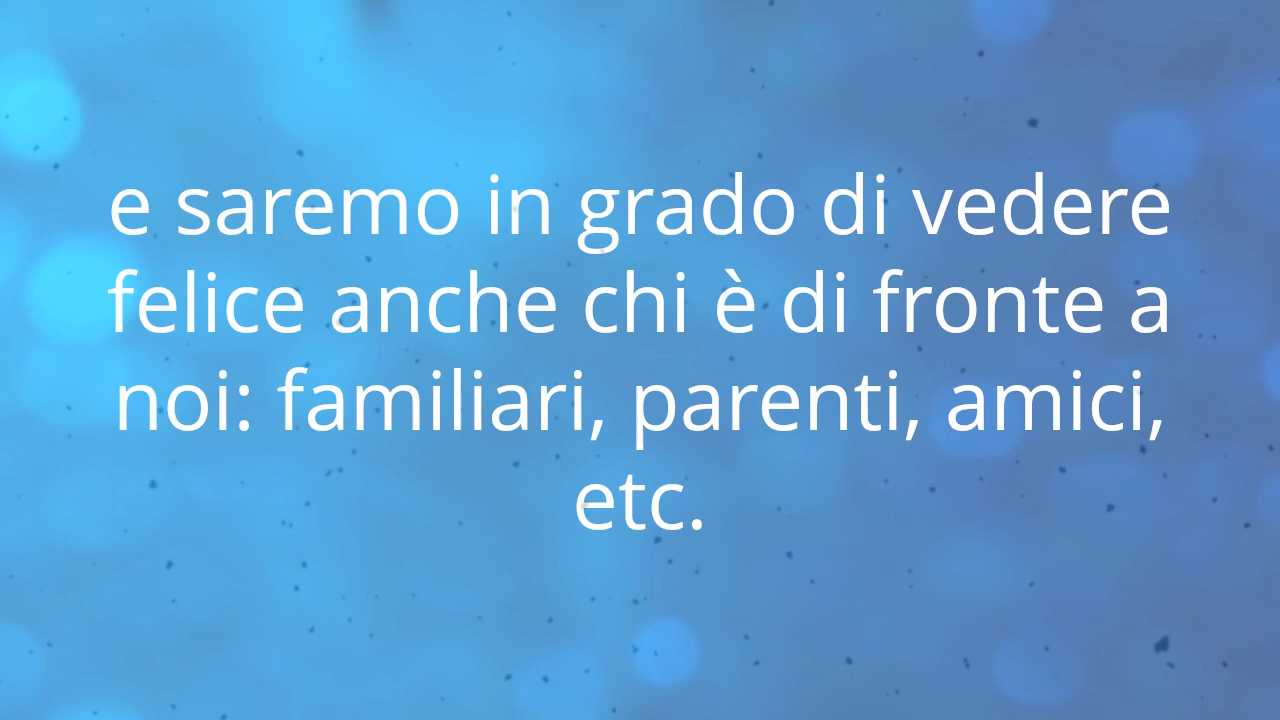 e saremo in grado di vedere
felice anche chi è di fronte a
noi: familiari, parenti, amici,
etc.